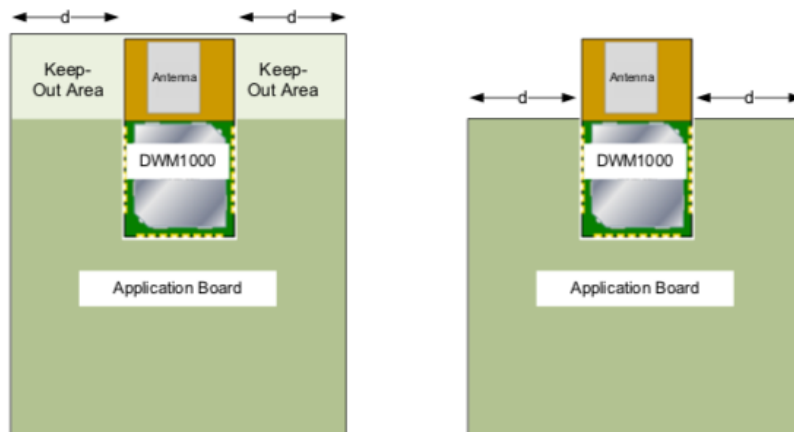 d
d
Keep-
Out Area
Antenna
Keep-
Out Area
DWM1000
Application Board
Antenna
d
d
DWM1000
Application Board